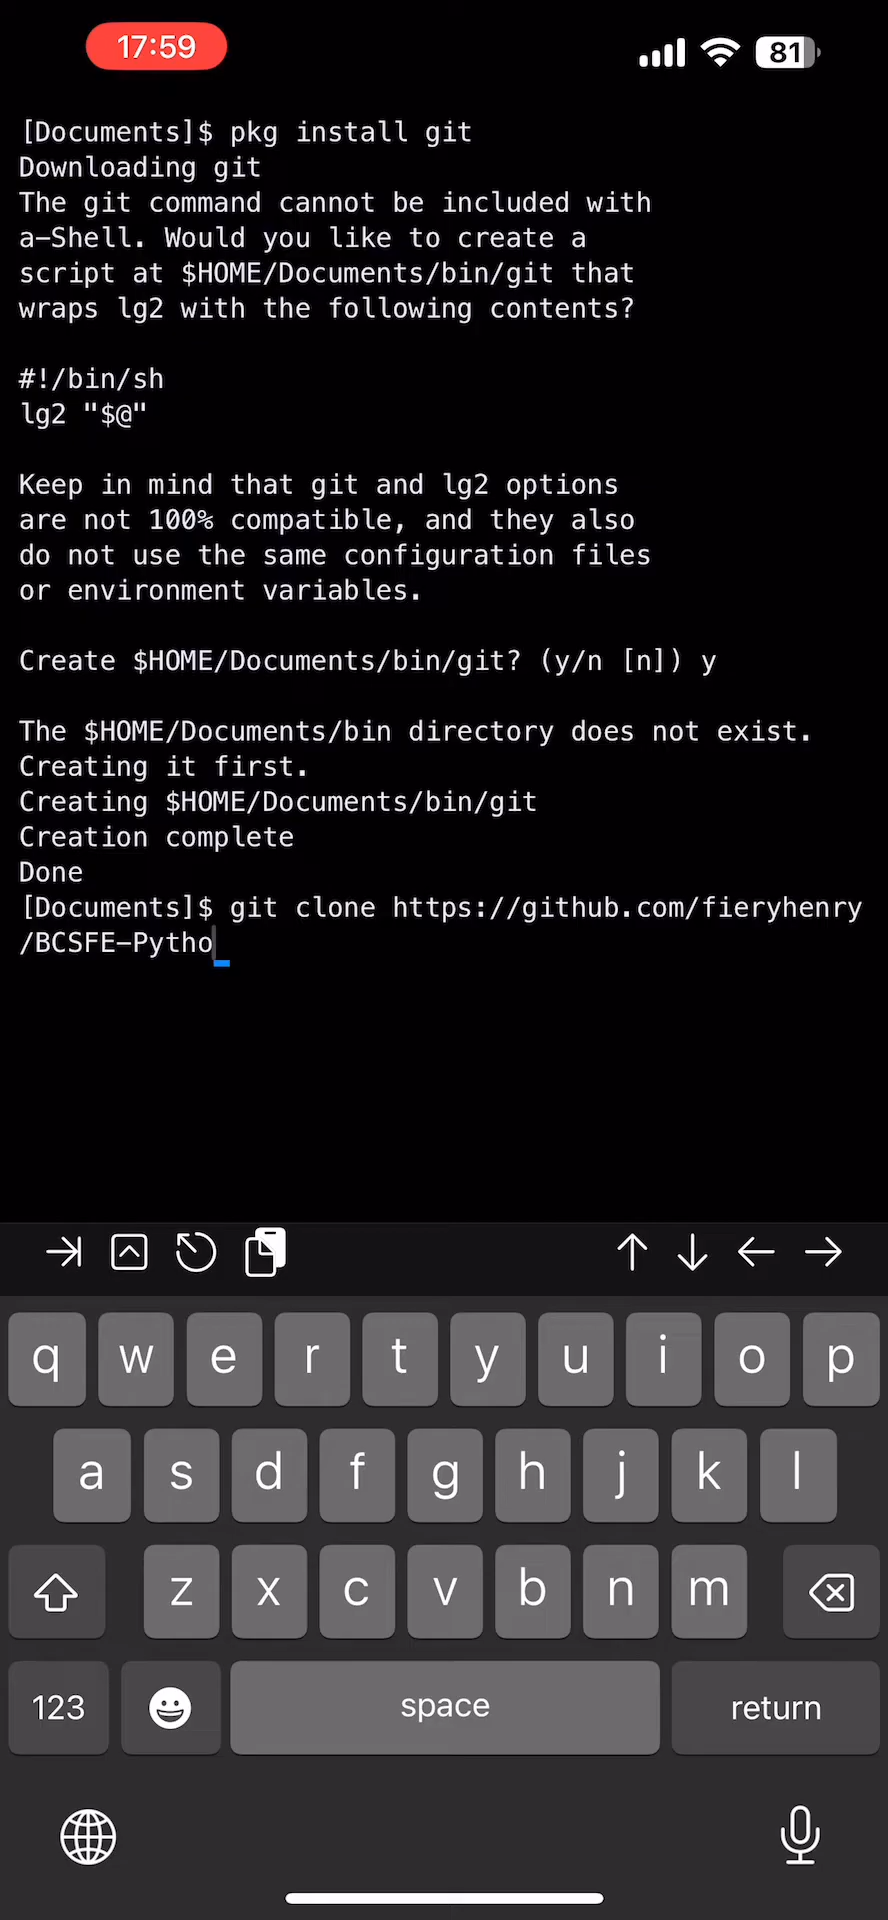 17:59
81
[Documents]$ pkg install git
Downloading git
The git command cannot be included with
a-Shell. Would you like to create a
script at $HOME/Documents/bin/git that
wraps lg2 with the following contents?
#!/bin/sh
lg2 "$@"
Keep in mind that git and lg2 options
are not 100% compatible, and they also
do not use the same configuration files
or environment variables.
Create $HOME/Documents/bin/git? (y/n [n]) y
The $HOME/Documents/bin directory does not exist.
Creating it first.
Creating $HOME/Documents/bin/git
Creation complete
Done
[Documents]$ git clone https://github.com/fieryhenry
/BCSFE-Pytho
q w e r t y u i o p
a s d f g h j k l
z x c v b n m
123 space return